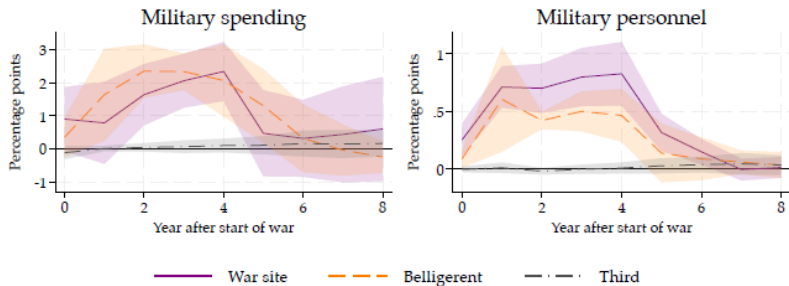 Military spending
Percentage points
3
2
1
0
-1
0 2 4 6 8
Year after start of war
Military personnel
Percentage points
1
.5
0
0 2 4 6 8
Year after start of war
War site Belligerent Third